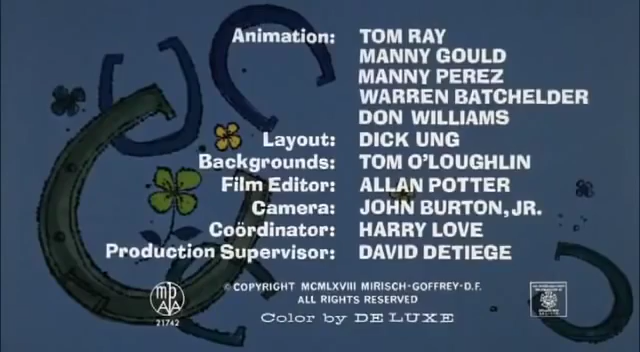 Animation: TOM RAY
MANNY GOULD
MANNY PEREZ
WARREN BATCHELDER
DON WILLIAMS
Layout: DICK UNG
Backgrounds: TOM O'LOUGHLIN
Film Editor: ALLAN POTTER
Camera: JOHN BURTON, JR.
Coördinator: HARRY LOVE
Production Supervisor: DAVID DETIEGE
© COPYRIGHT MCMLXVIII MIRISCH-GOFFREY-D.F.
ALL RIGHTS RESERVED
Color by DE LUXE
MPAA
21742